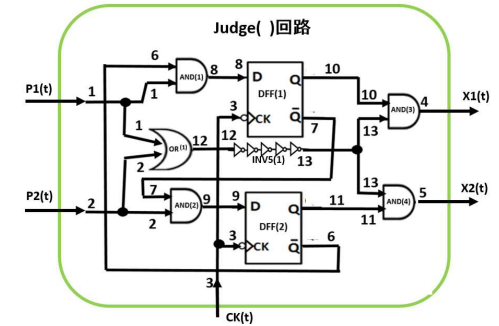 Judge( )回路
P1(t)
1
6
1
AND(1)
8
8
D
Q
DFF(1)
3
CK
Q̅
10
10
7
13
AND(3)
4
X1(t)
1
2
OR(1)
12
12
INV5(1)
13
P2(t)
2
7
2
AND(2)
9
9
D
Q
DFF(2)
3
CK
Q̅
11
6
13
11
AND(4)
5
X2(t)
3
CK(t)